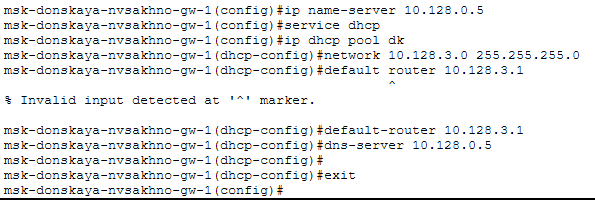 msk-donskaya-nvsakhno-gw-1(config)#ip name-server 10.128.0.5
msk-donskaya-nvsakhno-gw-1(config)#service dhcp
msk-donskaya-nvsakhno-gw-1(config)#ip dhcp pool dk
msk-donskaya-nvsakhno-gw-1(dhcp-config)#network 10.128.3.0 255.255.255.0
msk-donskaya-nvsakhno-gw-1(dhcp-config)#default router 10.128.3.1
^
% Invalid input detected at '^' marker.
msk-donskaya-nvsakhno-gw-1(dhcp-config)#default-router 10.128.3.1
msk-donskaya-nvsakhno-gw-1(dhcp-config)#dns-server 10.128.0.5
msk-donskaya-nvsakhno-gw-1(dhcp-config)#
msk-donskaya-nvsakhno-gw-1(dhcp-config)#exit
msk-donskaya-nvsakhno-gw-1(config)#